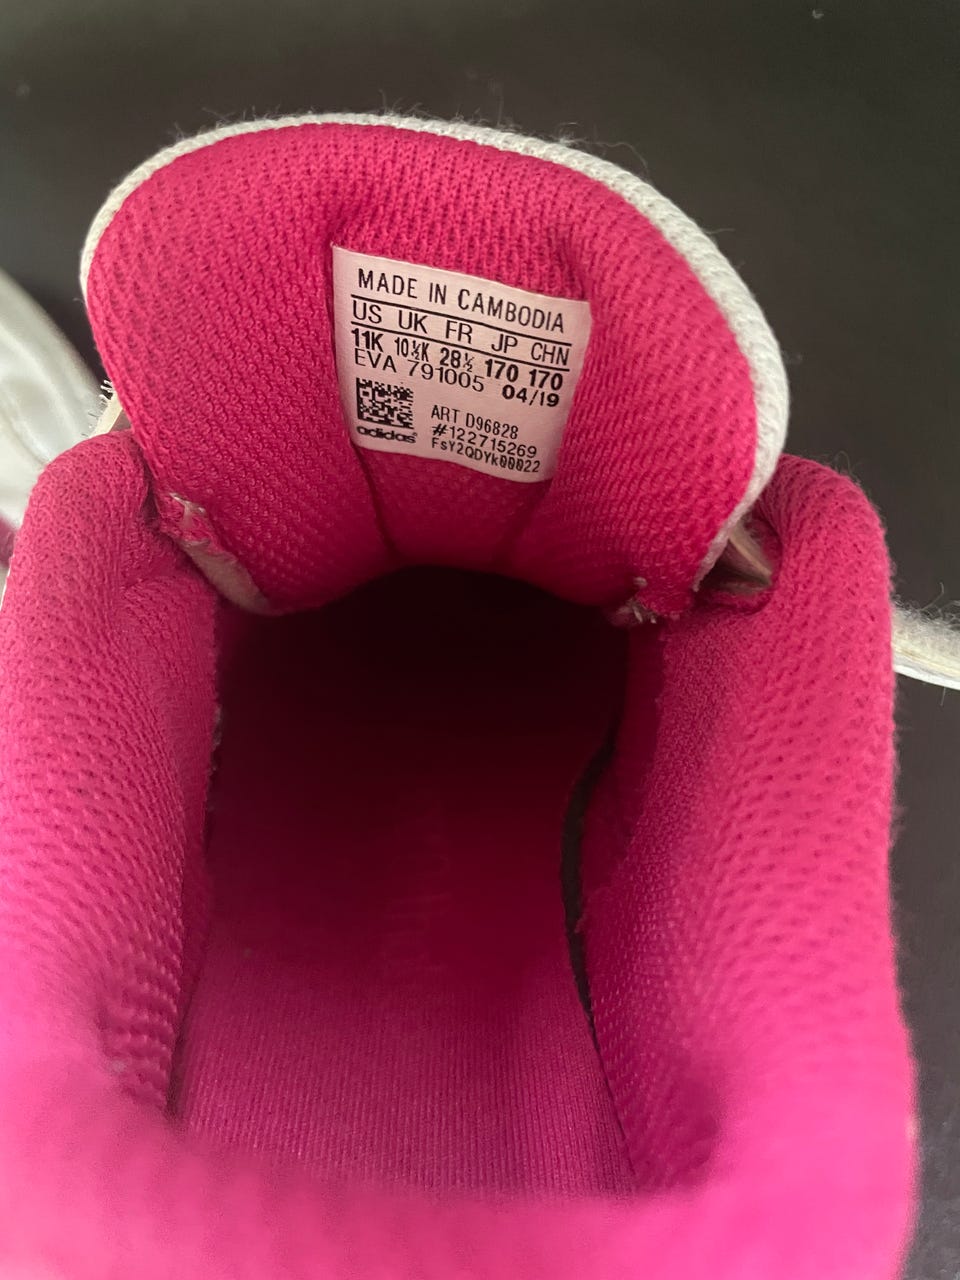 MADE IN CAMBODIA
US UK FR JP CHN
11K 10½K 28½ 170 170
EVA 791005 04/19
ART D96828
#122715269
adidas FsY2QDYk00022